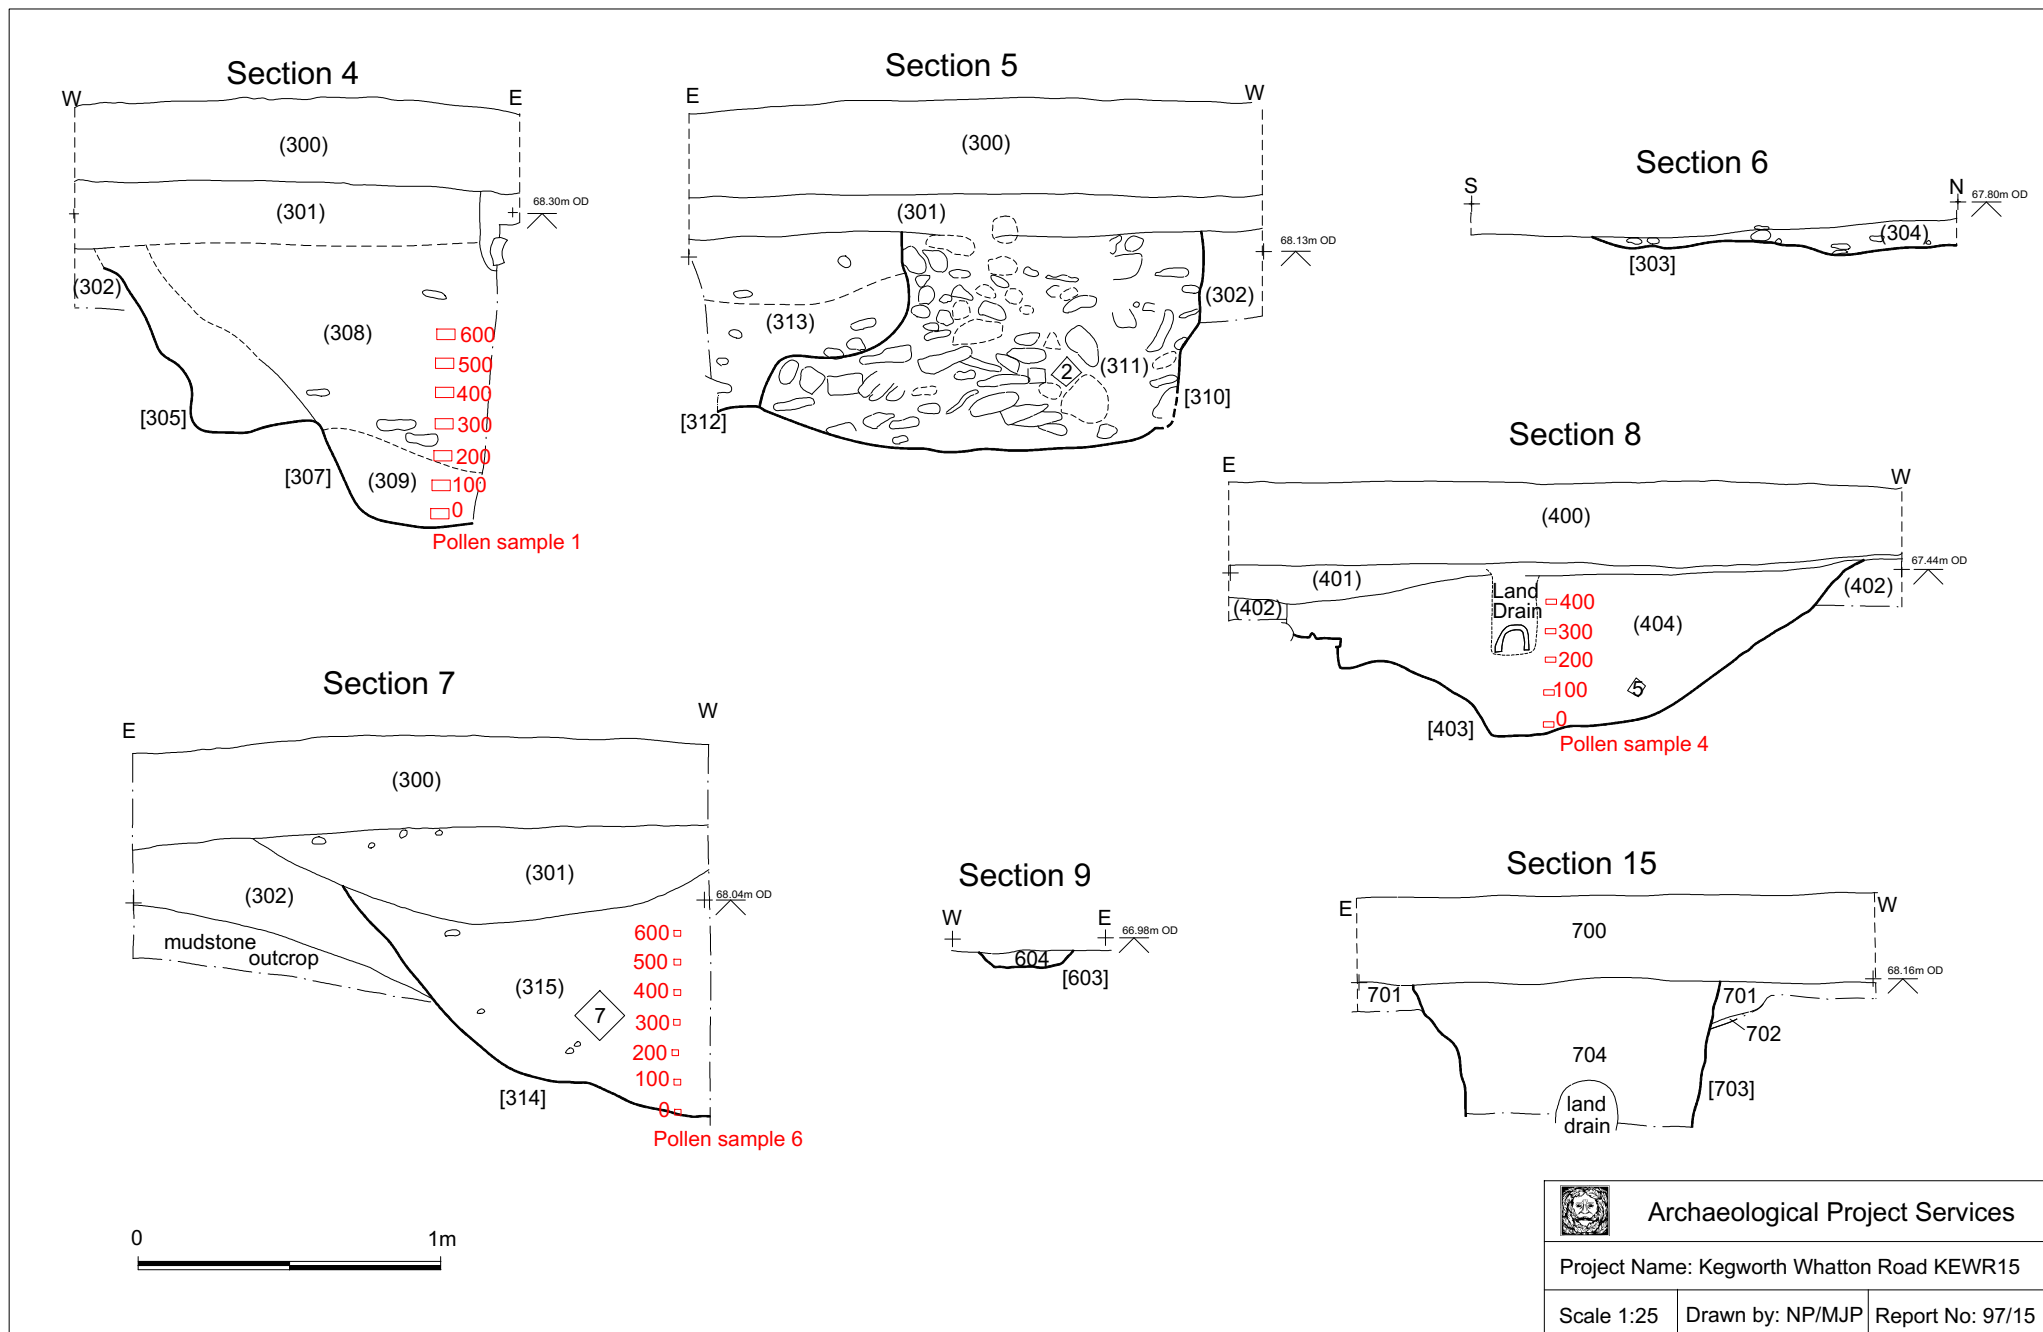 Section 4
W
E
(300)
(301)
68.30m OD
(302)
(308)
600
500
400
300
200
100
0
[305]
[307]
(309)
Pollen sample 1
Section 5
E
W
(300)
(301)
68.13m OD
(302)
(313)
2
(311)
[310]
[312]
Section 6
S
N
67.80m OD
(304)
[303]
Section 8
E
W
(400)
67.44m OD
(401)
(402)
(402)
Land
Drain
400
300
200
100
0
(404)
5
[403]
Pollen sample 4
Section 7
E
W
(300)
(301)
(302)
68.04m OD
mudstone
outcrop
600
500
400
300
200
100
0
(315)
7
[314]
Pollen sample 6
Section 9
W
E
66.98m OD
604
[603]
Section 15
E
W
700
68.16m OD
701
701
702
704
[703]
land
drain
0
1m
Archaeological Project Services
Project Name: Kegworth Whatton Road KEWR15
Scale 1:25
Drawn by: NP/MJP
Report No: 97/15